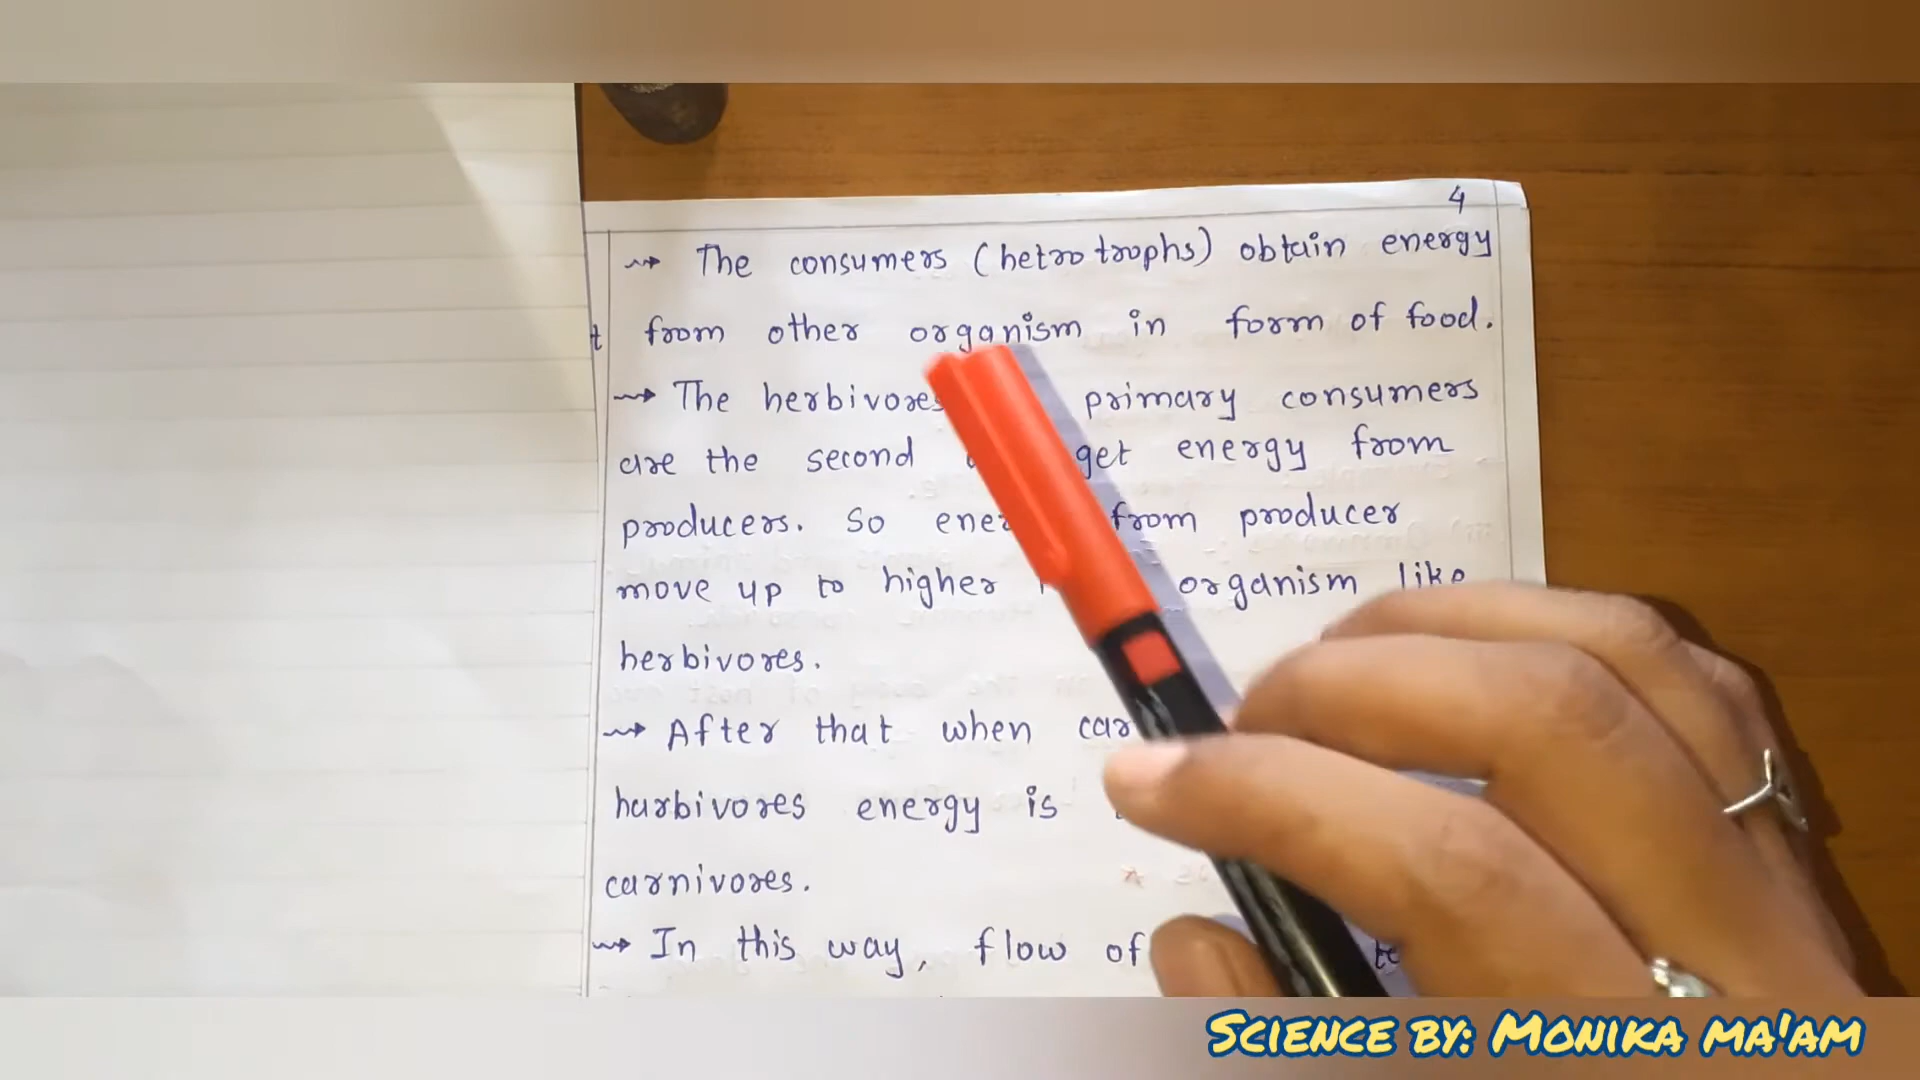 4
→ The consumers (hetrotrophs) obtain energy
t from other organism in form of food.
→ The herbivores primary consumers
are the second get energy from
producers. So from producer
move up to higher organism like
herbivores.
→ After that when
harbivores energy is
carnivores.
→ In this way, flow of
Science by: Monika ma'am